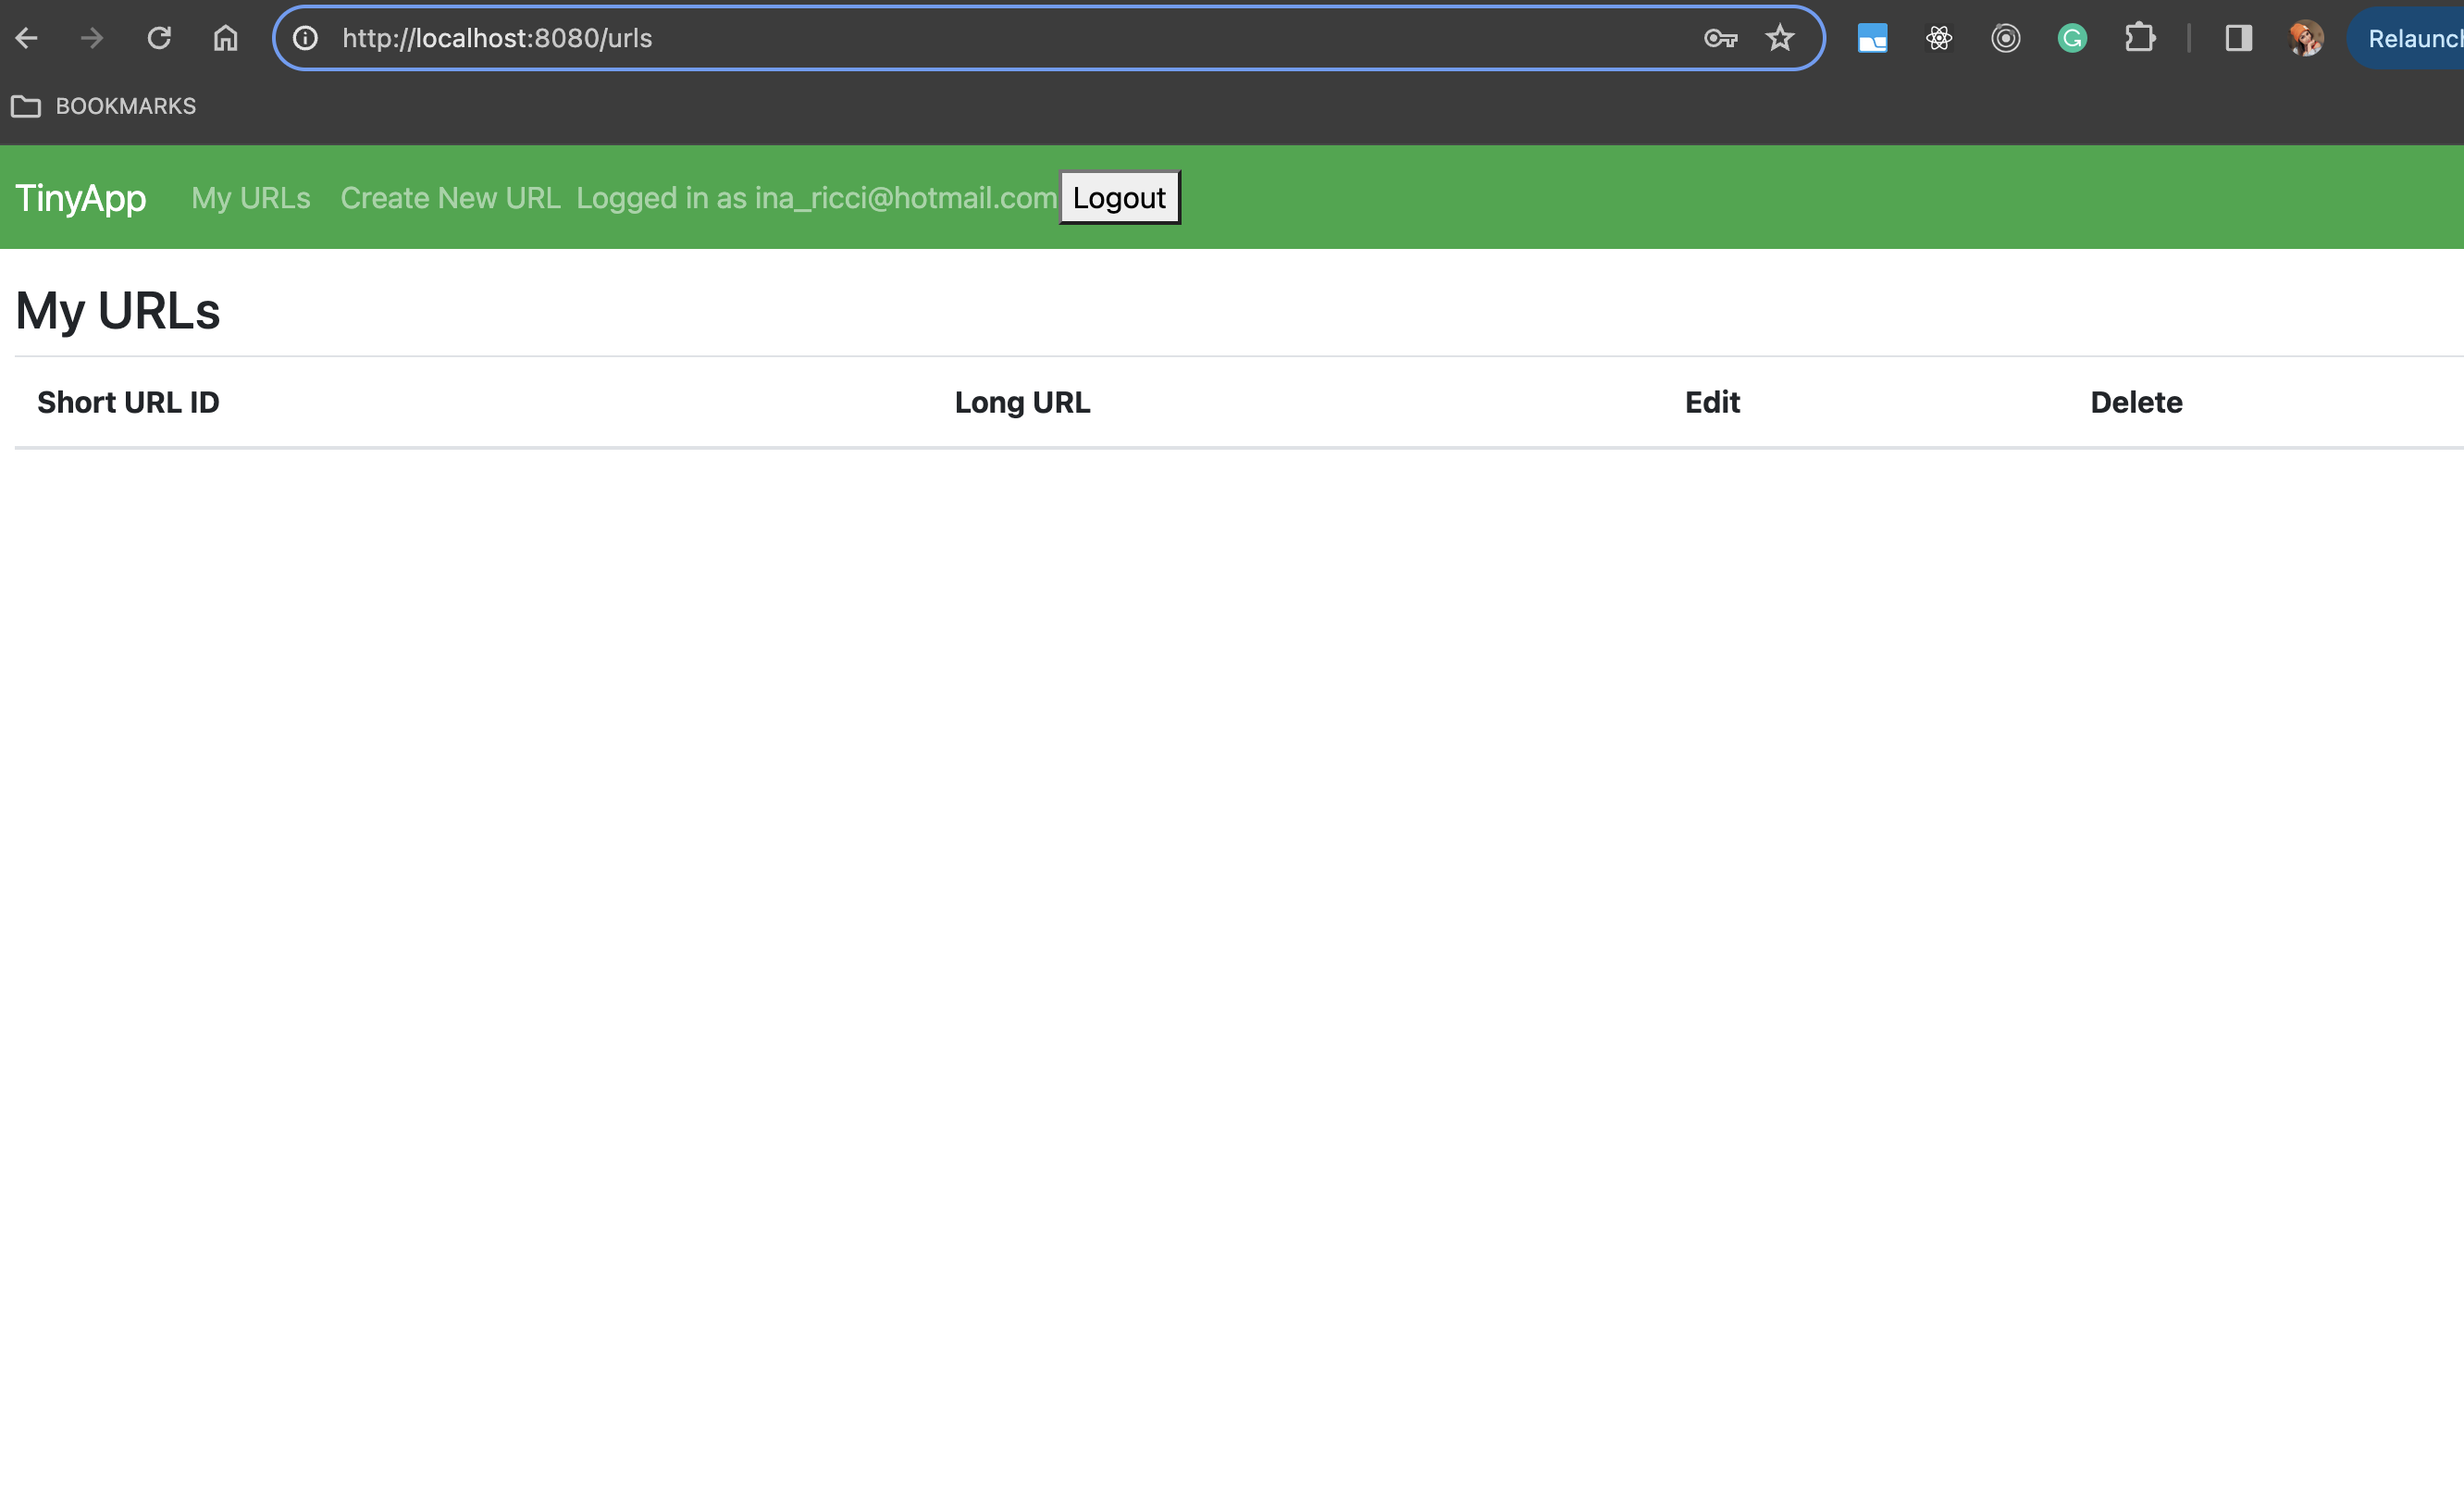 http://localhost:8080/urls
Relaunch
BOOKMARKS
TinyApp My URLs Create New URL Logged in as ina_ricci@hotmail.com Logout
My URLs
Short URL ID Long URL Edit Delete